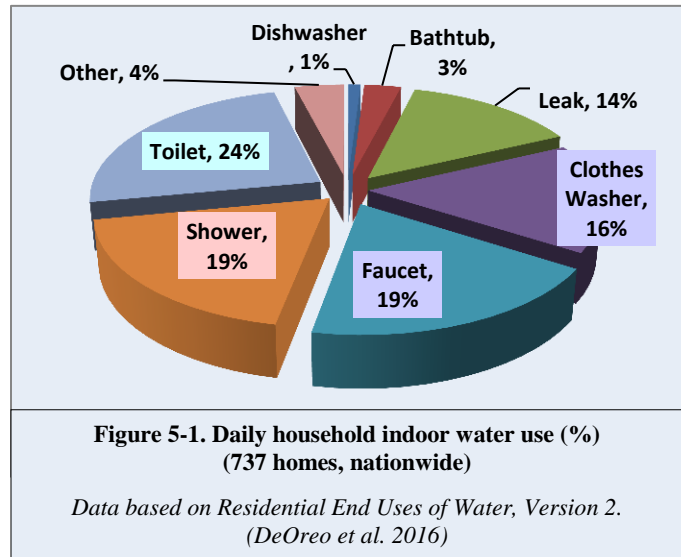 Dishwasher
, 1%
Bathtub,
3%
Other, 4%
Leak, 14%
Toilet, 24%
Clothes
Washer,
16%
Shower,
19%
Faucet,
19%
Figure 5-1. Daily household indoor water use (%)
(737 homes, nationwide)
Data based on Residential End Uses of Water, Version 2.
(DeOreo et al. 2016)